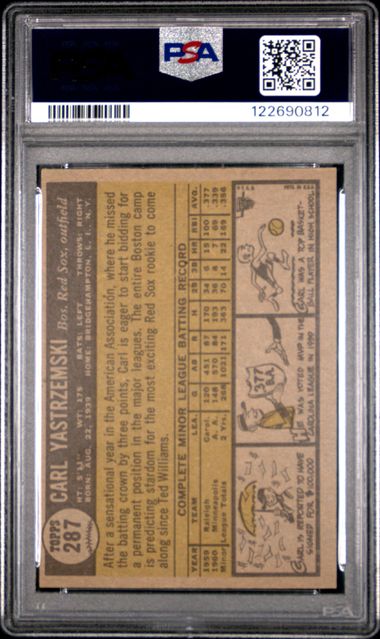 PSA
122690812
TOPPS
287
CARL YASTRZEMSKI
Bos. Red Sox, outfield
HT: 5'11" WT: 175 BATS: LEFT THROWS: RIGHT
BORN: AUG. 22, 1939 HOME: BRIDGEHAMPTON, L. I., N. Y.
After a sensational year in the American Association, where he missed
the batting crown by three points, Carl is eager to start bidding for
a permanent position in the major leagues. The entire Boston camp
is predicting stardom for the most exciting Red Sox rookie to come
along since Ted Williams.
COMPLETE MINOR LEAGUE BATTING RECORD
YEAR TEAM LEA. G AB R H 2B 3B HR RBI AVG.
1959 Raleigh Carol. 120 451 87 170 34 6 15 100 .377
1960 Minneapolis A.A. 148 570 84 193 36 8 7 69 .339
Minor League Totals 2 Yrs. 268 1021 171 363 70 14 22 169 .356
CARL IS REPORTED TO HAVE
SIGNED FOR $100,000
.377
BA.
HE WAS VOTED MVP IN THE
CAROLINA LEAGUE IN 1959
CARL WAS A TOP BASKET-
BALL PLAYER IN HIGH SCHOOL
© T.C.G. PRTD. IN U.S.A.
PSA